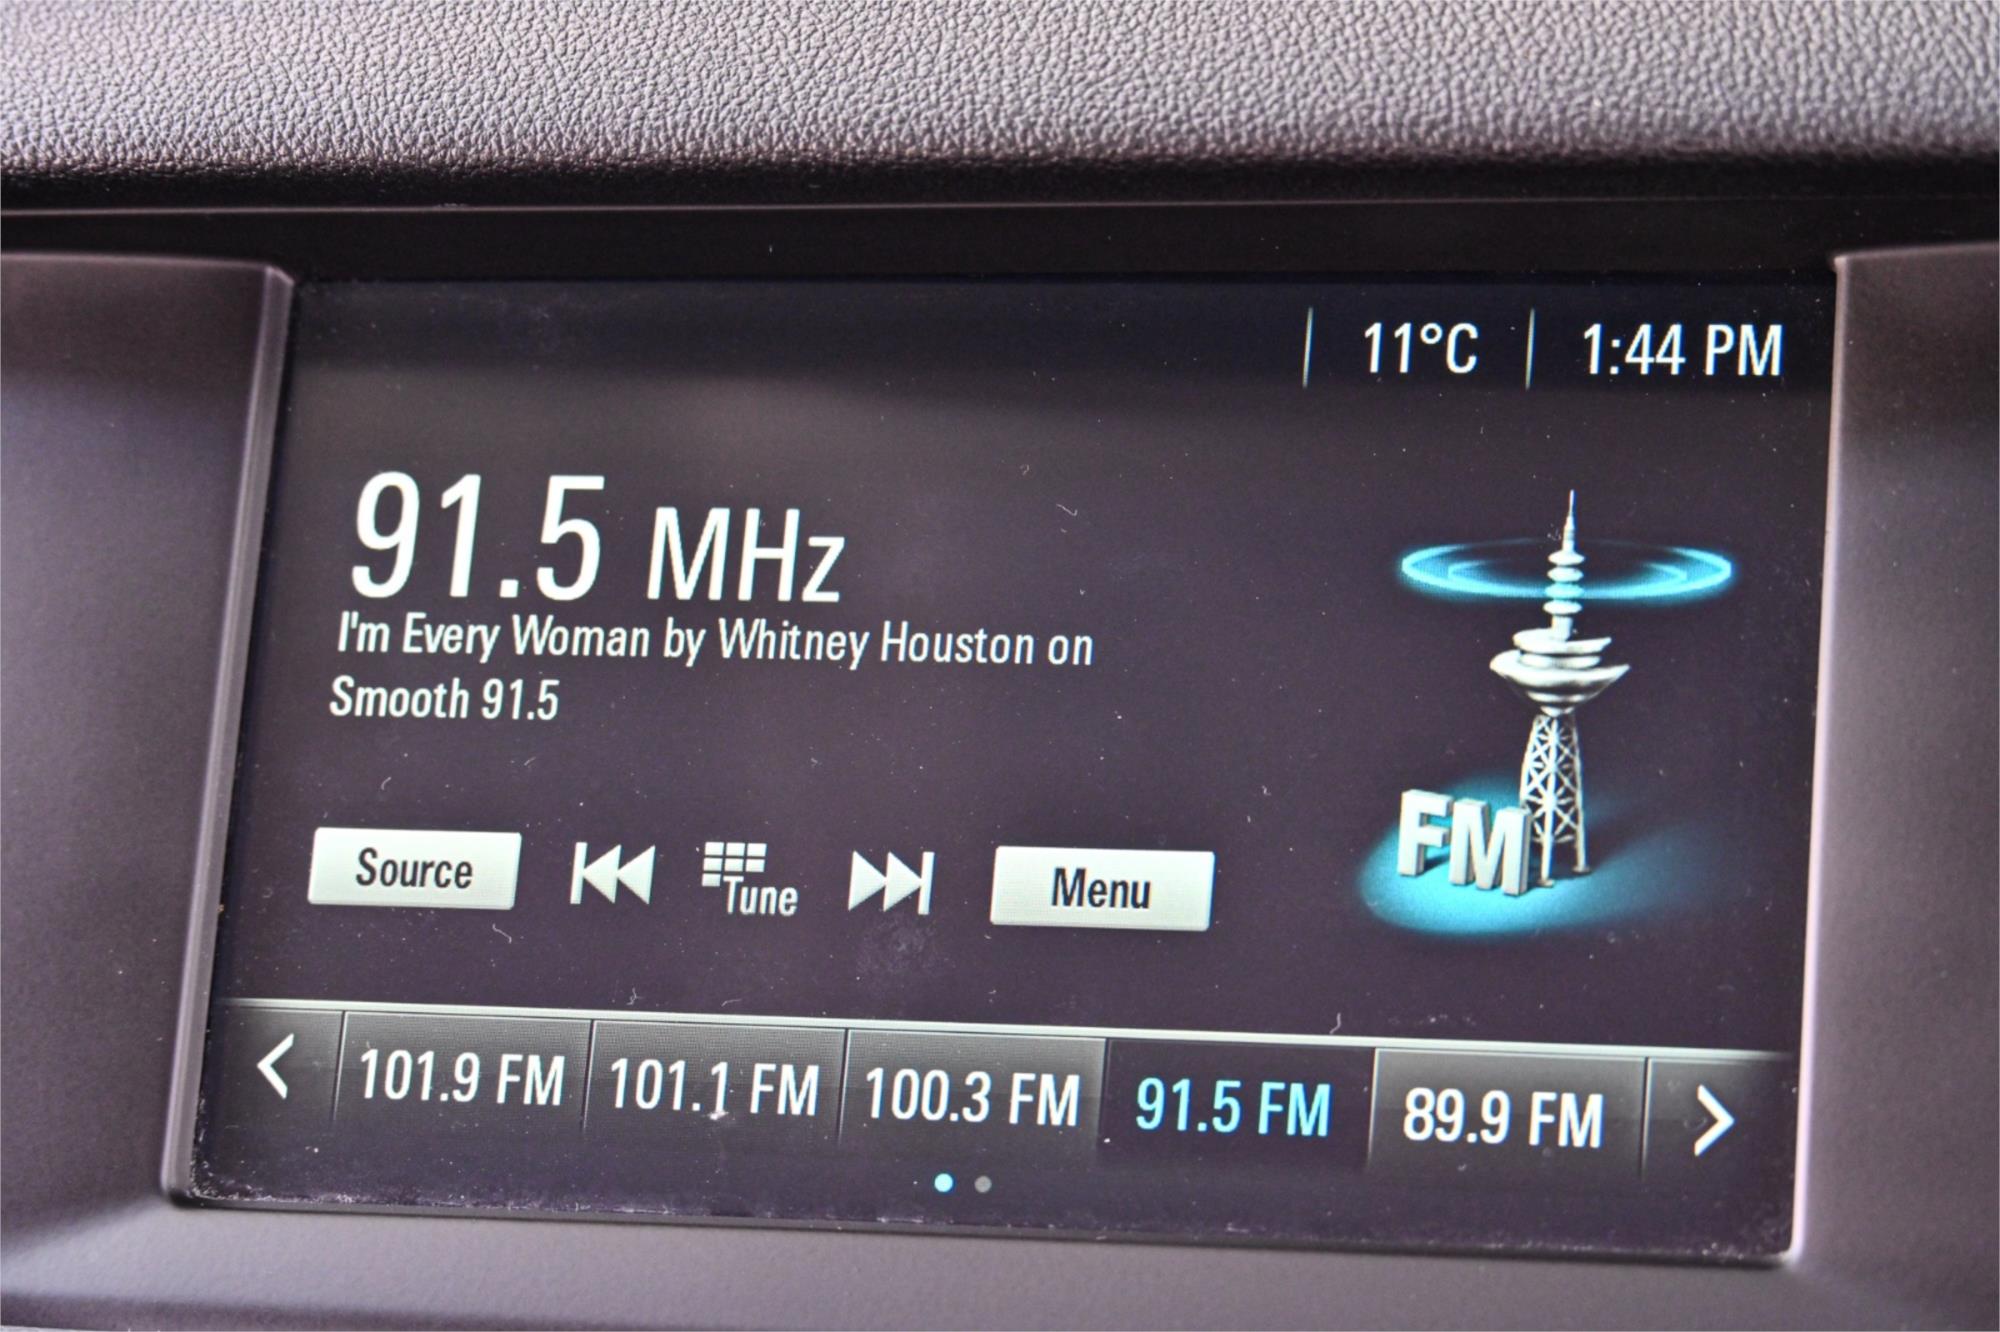 11°C 1:44 PM
91.5 MHz
I'm Every Woman by Whitney Houston on
Smooth 91.5
FM
Source Tune Menu
101.9 FM 101.1 FM 100.3 FM 91.5 FM 89.9 FM